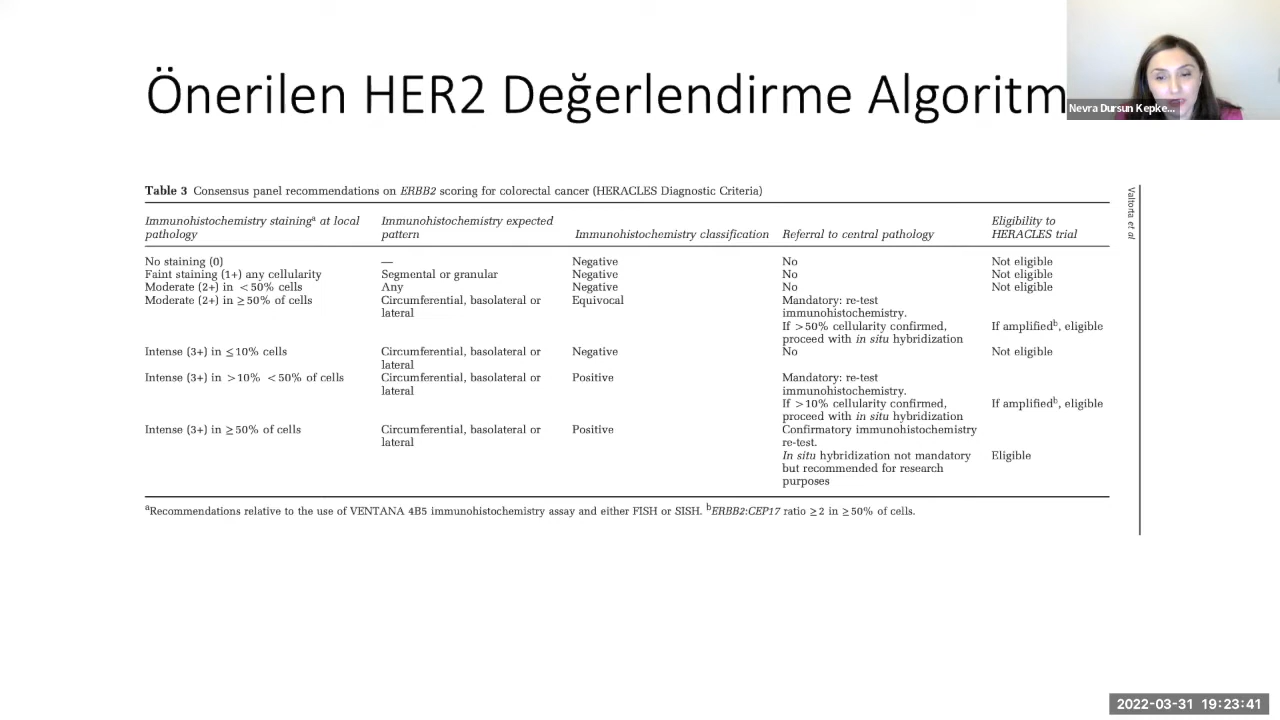 Önerilen HER2 Değerlendirme Algoritm
Nevra Dursun Kepke...
Table 3 Consensus panel recommendations on ERBB2 scoring for colorectal cancer (HERACLES Diagnostic Criteria)
Valtorta et al
Immunohistochemistry stainingᵃ at local pathology
Immunohistochemistry expected pattern
Immunohistochemistry classification
Referral to central pathology
Eligibility to HERACLES trial
No staining (0) — Negative No Not eligible
Faint staining (1+) any cellularity Segmental or granular Negative No Not eligible
Moderate (2+) in <50% cells Any Negative No Not eligible
Moderate (2+) in ≥50% of cells Circumferential, basolateral or Equivocal Mandatory: re-test
lateral immunohistochemistry.
If >50% cellularity confirmed, If amplifiedᵇ, eligible
proceed with in situ hybridization
Intense (3+) in ≤10% cells Circumferential, basolateral or Negative No Not eligible
lateral
Intense (3+) in >10% <50% of cells Circumferential, basolateral or Positive Mandatory: re-test
lateral immunohistochemistry.
If >10% cellularity confirmed, If amplifiedᵇ, eligible
proceed with in situ hybridization
Intense (3+) in ≥50% of cells Circumferential, basolateral or Positive Confirmatory immunohistochemistry
lateral re-test.
In situ hybridization not mandatory Eligible
but recommended for research
purposes
ᵃRecommendations relative to the use of VENTANA 4B5 immunohistochemistry assay and either FISH or SISH. ᵇERBB2:CEP17 ratio ≥2 in ≥50% of cells.
2022-03-31 19:23:41